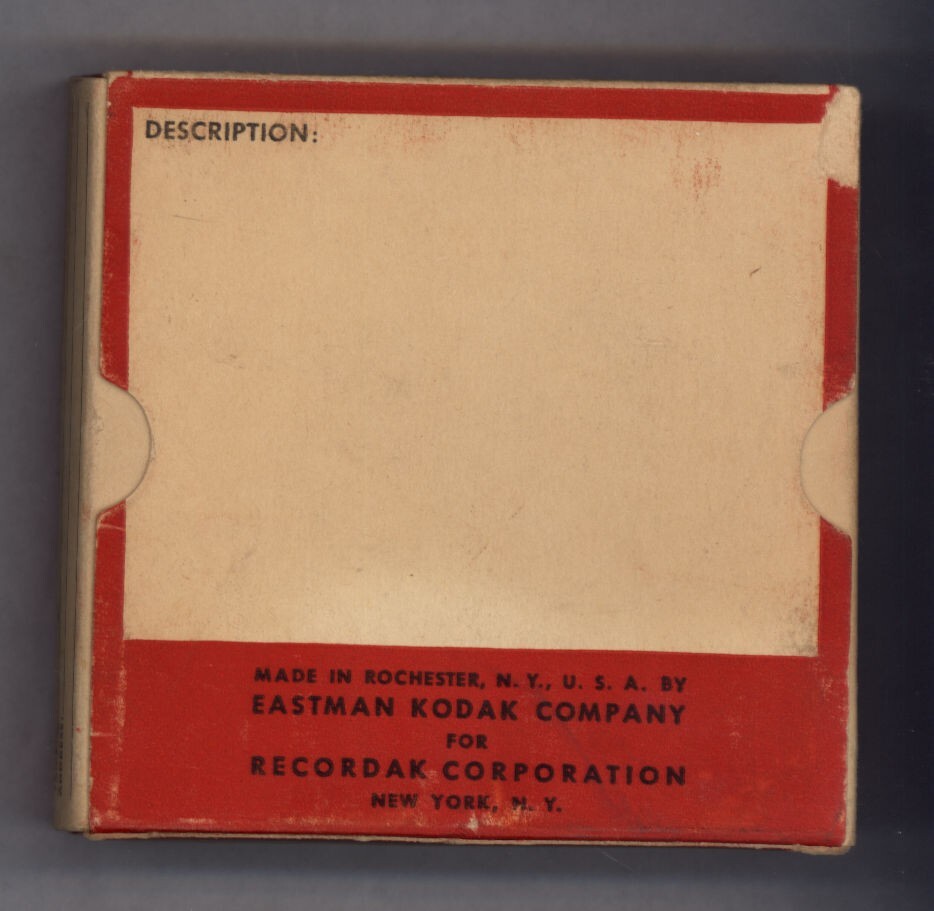 DESCRIPTION:
MADE IN ROCHESTER, N. Y., U. S. A. BY
EASTMAN KODAK COMPANY
FOR
RECORDAK CORPORATION
NEW YORK, N. Y.